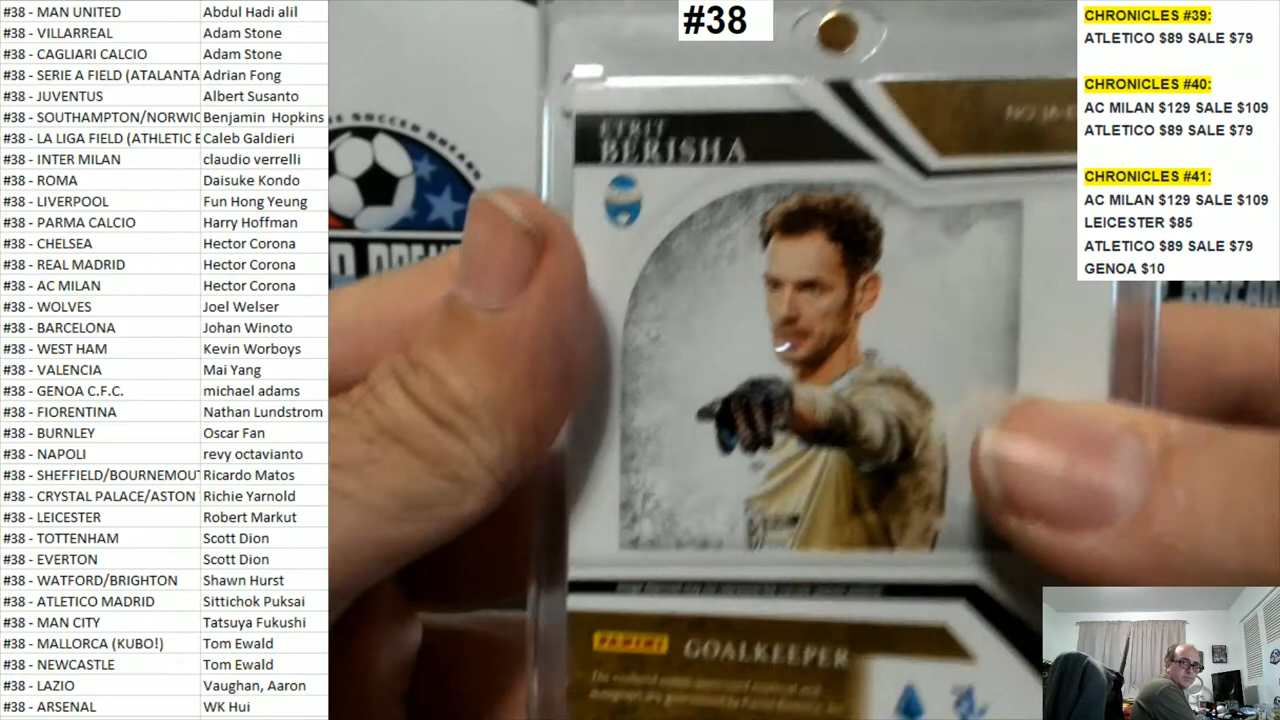 #38 - MAN UNITED Abdul Hadi alil
#38 - VILLARREAL Adam Stone
#38 - CAGLIARI CALCIO Adam Stone
#38 - SERIE A FIELD (ATALANTA Adrian Fong
#38 - JUVENTUS Albert Susanto
#38 - SOUTHAMPTON/NORWIC Benjamin Hopkins
#38 - LA LIGA FIELD (ATHLETIC E Caleb Galdieri
#38 - INTER MILAN claudio verrelli
#38 - ROMA Daisuke Kondo
#38 - LIVERPOOL Fun Hong Yeung
#38 - PARMA CALCIO Harry Hoffman
#38 - CHELSEA Hector Corona
#38 - REAL MADRID Hector Corona
#38 - AC MILAN Hector Corona
#38 - WOLVES Joel Welser
#38 - BARCELONA Johan Winoto
#38 - WEST HAM Kevin Worboys
#38 - VALENCIA Mai Yang
#38 - GENOA C.F.C. michael adams
#38 - FIORENTINA Nathan Lundstrom
#38 - BURNLEY Oscar Fan
#38 - NAPOLI revy octavianto
#38 - SHEFFIELD/BOURNEMOUT Ricardo Matos
#38 - CRYSTAL PALACE/ASTON Richie Yarnold
#38 - LEICESTER Robert Markut
#38 - TOTTENHAM Scott Dion
#38 - EVERTON Scott Dion
#38 - WATFORD/BRIGHTON Shawn Hurst
#38 - ATLETICO MADRID Sittichok Puksai
#38 - MAN CITY Tatsuya Fukushi
#38 - MALLORCA (KUBO!) Tom Ewald
#38 - NEWCASTLE Tom Ewald
#38 - LAZIO Vaughan, Aaron
#38 - ARSENAL WK Hui
#38
ETRIT
BERISHA
PANINI GOALKEEPER
CHRONICLES #39:
ATLETICO $89 SALE $79
CHRONICLES #40:
AC MILAN $129 SALE $109
ATLETICO $89 SALE $79
CHRONICLES #41:
AC MILAN $129 SALE $109
LEICESTER $85
ATLETICO $89 SALE $79
GENOA $10